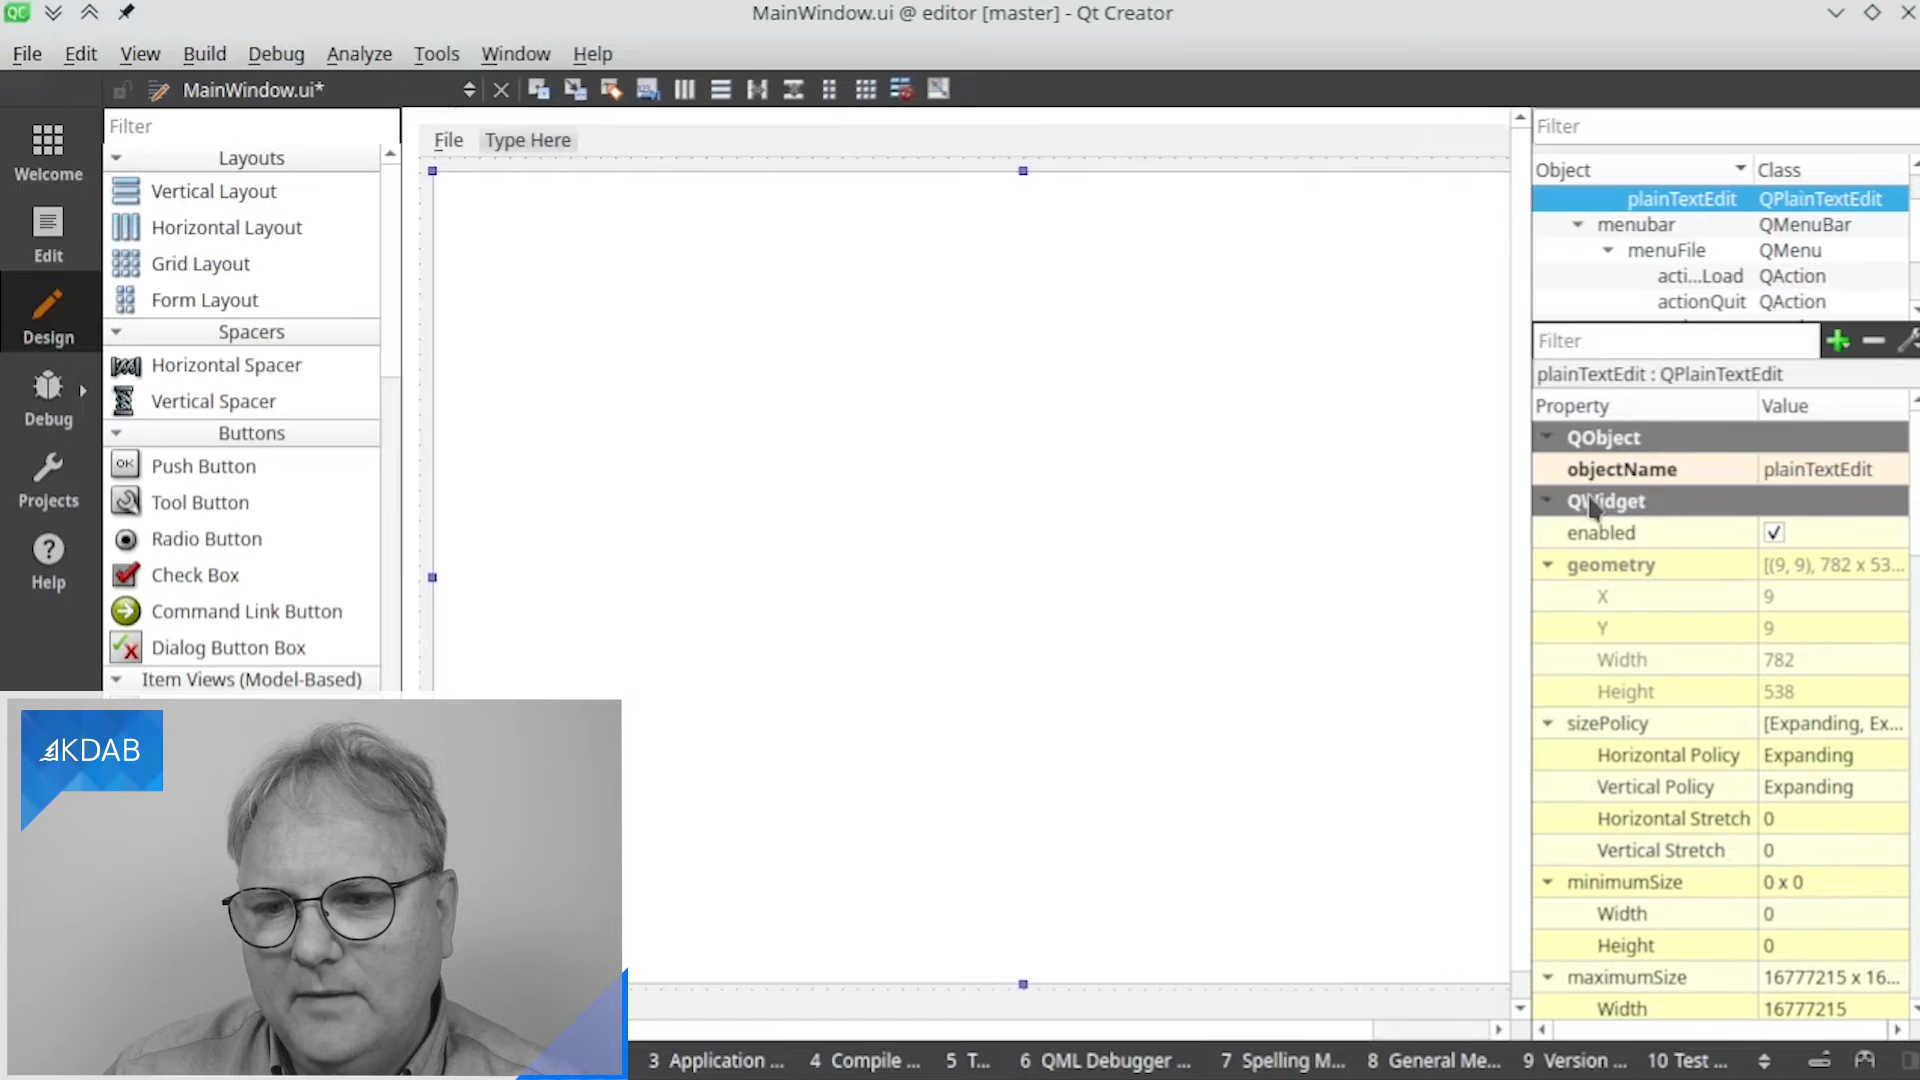 QC
MainWindow.ui @ editor [master] - Qt Creator
File Edit View Build Debug Analyze Tools Window Help
MainWindow.ui*
Welcome
Edit
Design
Debug
Projects
Help
Filter
Layouts
Vertical Layout
Horizontal Layout
Grid Layout
Form Layout
Spacers
Horizontal Spacer
Vertical Spacer
Buttons
OK Push Button
Tool Button
Radio Button
Check Box
Command Link Button
Dialog Button Box
Item Views (Model-Based)
File Type Here
Filter
Object Class
plainTextEdit QPlainTextEdit
menubar QMenuBar
menuFile QMenu
acti...Load QAction
actionQuit QAction
Filter
plainTextEdit : QPlainTextEdit
Property Value
QObject
objectName plainTextEdit
QWidget
enabled
geometry [(9, 9), 782 x 53...
X 9
Y 9
Width 782
Height 538
sizePolicy [Expanding, Ex...
Horizontal Policy Expanding
Vertical Policy Expanding
Horizontal Stretch 0
Vertical Stretch 0
minimumSize 0 x 0
Width 0
Height 0
maximumSize 16777215 x 16...
Width 16777215
KDAB
3 Application ... 4 Compile ... 5 T... 6 QML Debugger ... 7 Spelling M... 8 General Me... 9 Version ... 10 Test ...